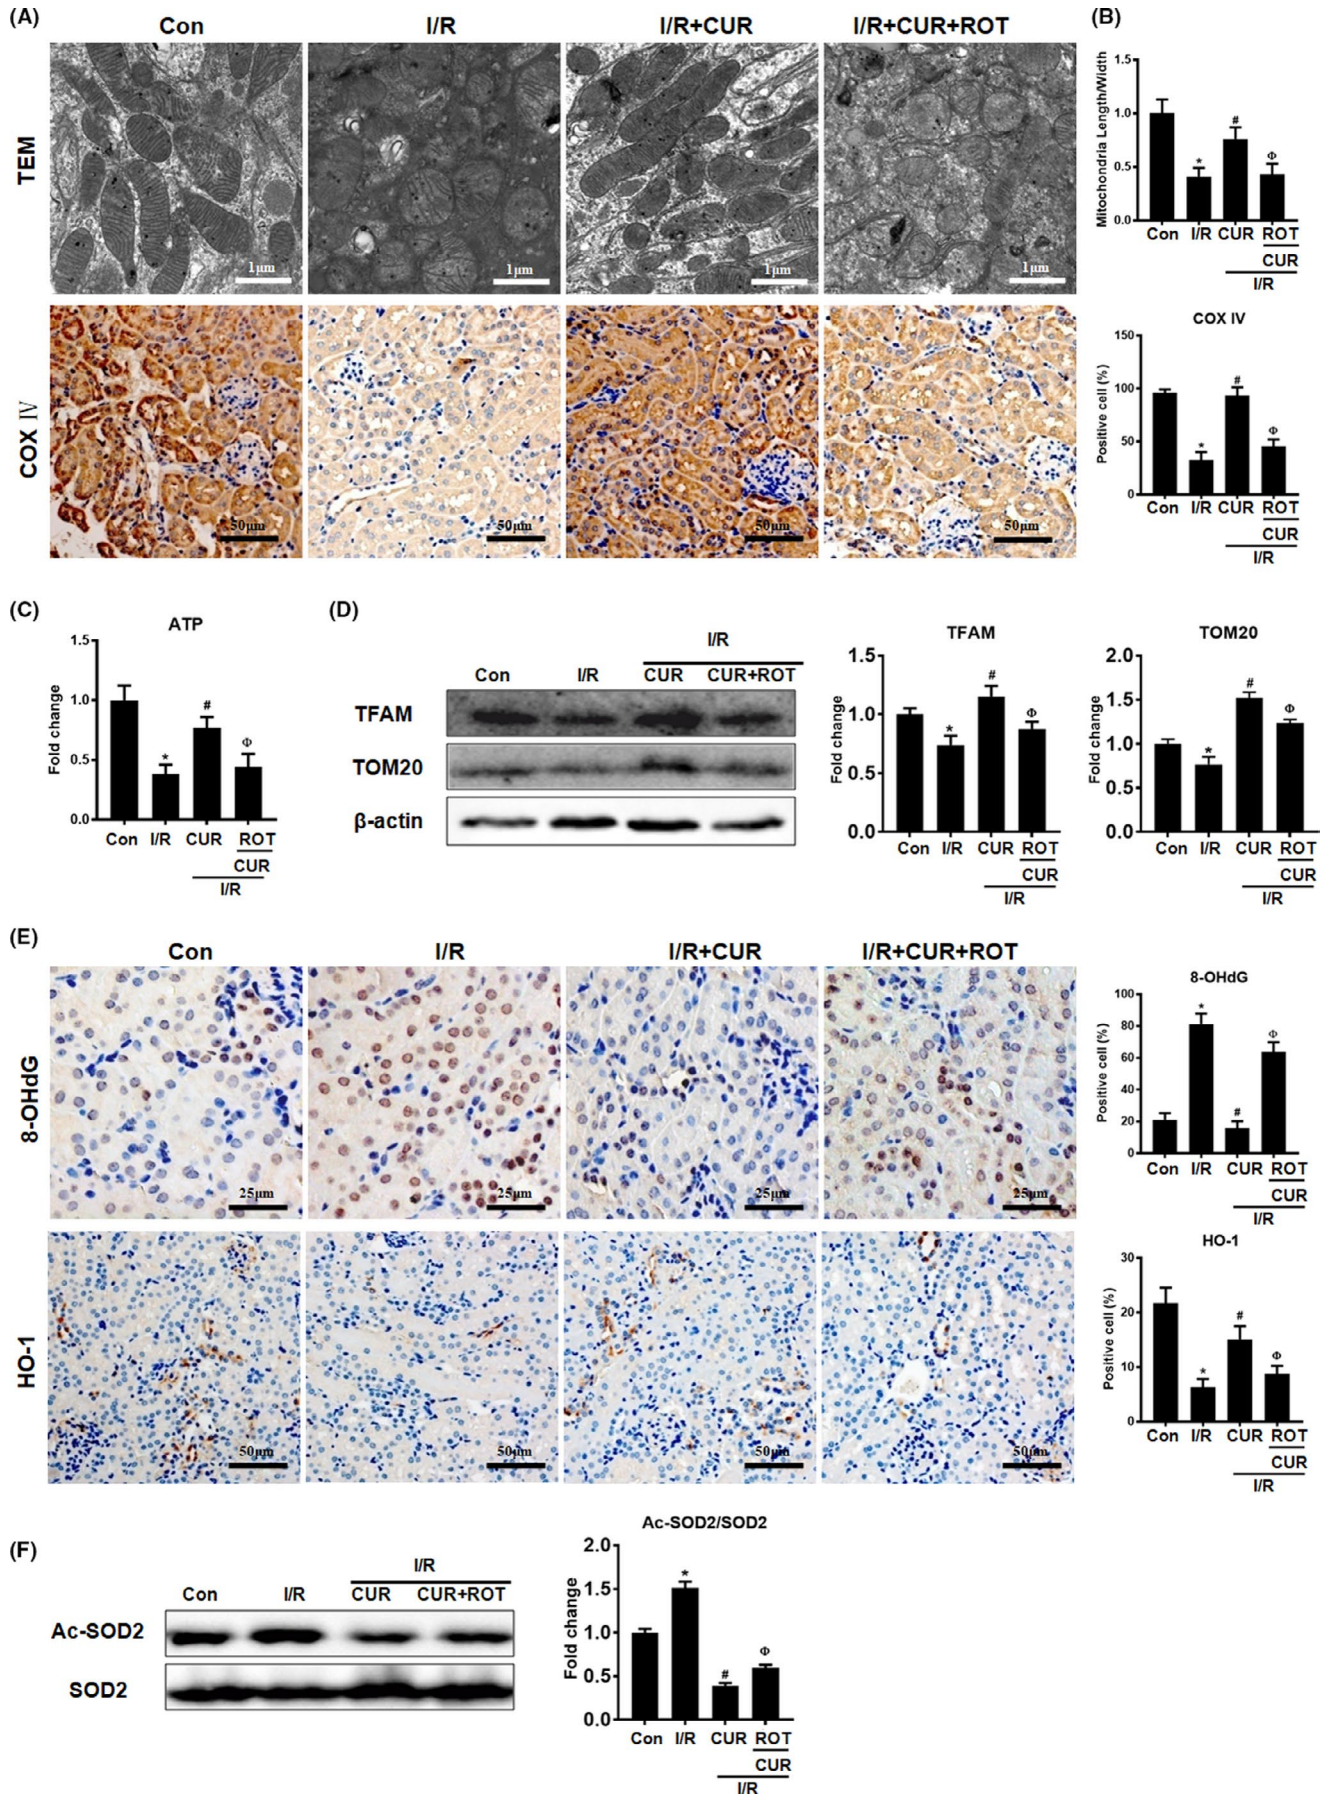 (A)
Con I/R I/R+CUR I/R+CUR+ROT
TEM
1μm 1μm 1μm 1μm
COX IV
50μm 50μm 50μm 50μm
(B)
Mitochondria Length/Width
1.5
1.0
0.5
0.0
* # Φ
Con I/R CUR ROT
CUR
I/R
COX IV
Positive cell (%)
150
100
50
0
* # Φ
Con I/R CUR ROT
CUR
I/R
(C)
ATP
Fold change
1.5
1.0
0.5
0.0
* # Φ
Con I/R CUR ROT
CUR
I/R
(D)
I/R
Con I/R CUR CUR+ROT
TFAM
TOM20
β-actin
TFAM
Fold change
1.5
1.0
0.5
0.0
* # Φ
Con I/R CUR ROT
CUR
I/R
TOM20
Fold change
2.0
1.5
1.0
0.5
0.0
* # Φ
Con I/R CUR ROT
CUR
I/R
(E)
Con I/R I/R+CUR I/R+CUR+ROT
8-OHdG
25μm 25μm 25μm 25μm
HO-1
50μm 50μm 50μm 50μm
8-OHdG
Positive cell (%)
100
80
60
40
20
0
* # Φ
Con I/R CUR ROT
CUR
I/R
HO-1
Positive cell (%)
30
20
10
0
* # Φ
Con I/R CUR ROT
CUR
I/R
(F)
I/R
Con I/R CUR CUR+ROT
Ac-SOD2
SOD2
Ac-SOD2/SOD2
Fold change
2.0
1.5
1.0
0.5
0.0
* # Φ
Con I/R CUR ROT
CUR
I/R